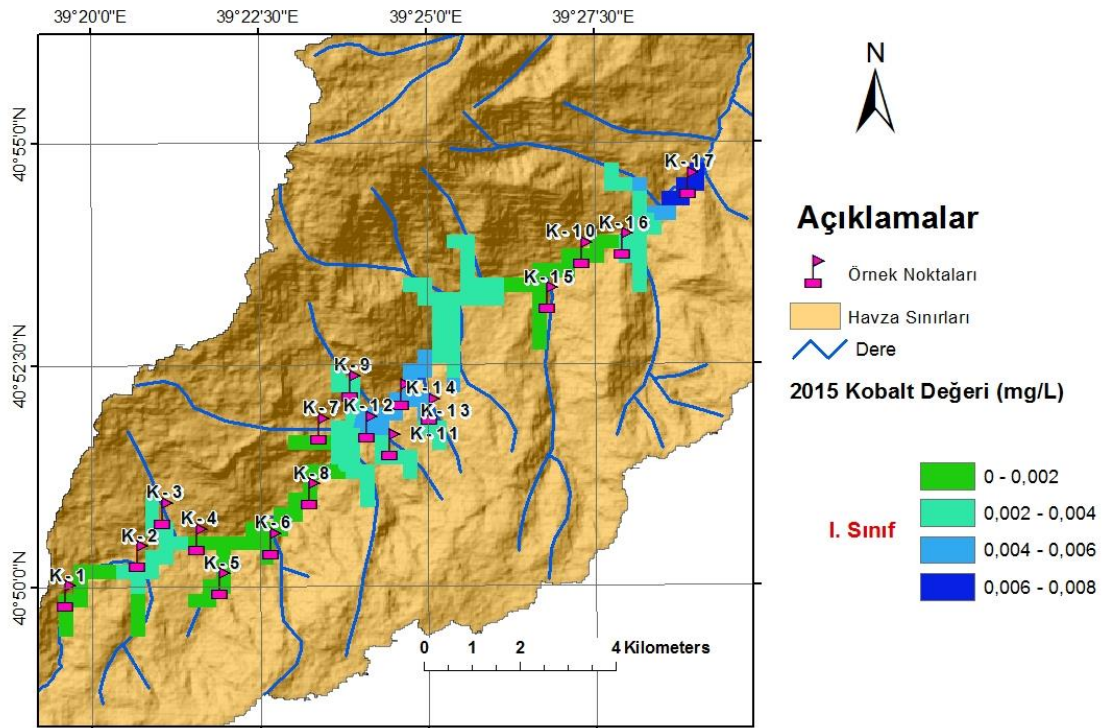 39°20'0"E 39°22'30"E 39°25'0"E 39°27'30"E
40°55'0"N
40°52'30"N
40°50'0"N
K-17
K-16
K-10
K-15
K-9
K-14
K-7
K-12
K-13
K-11
K-8
K-3
K-4
K-6
K-2
K-5
K-1
0 1 2 4 Kilometers
N
Açıklamalar
Örnek Noktaları
Havza Sınırları
Dere
2015 Kobalt Değeri (mg/L)
I. Sınıf
0 - 0,002
0,002 - 0,004
0,004 - 0,006
0,006 - 0,008